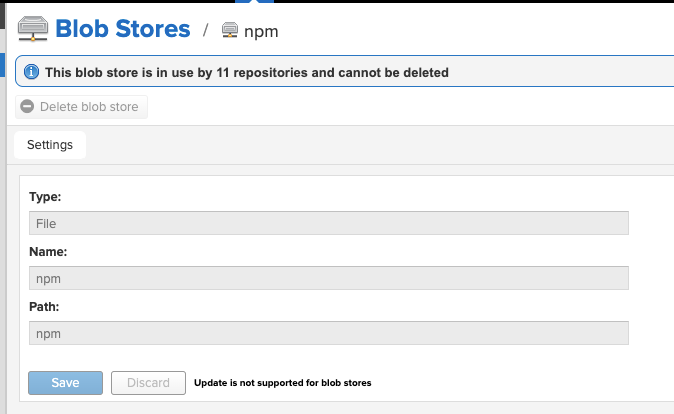 Blob Stores / npm
This blob store is in use by 11 repositories and cannot be deleted
Delete blob store
Settings
Type:
File
Name:
npm
Path:
npm
Save Discard Update is not supported for blob stores